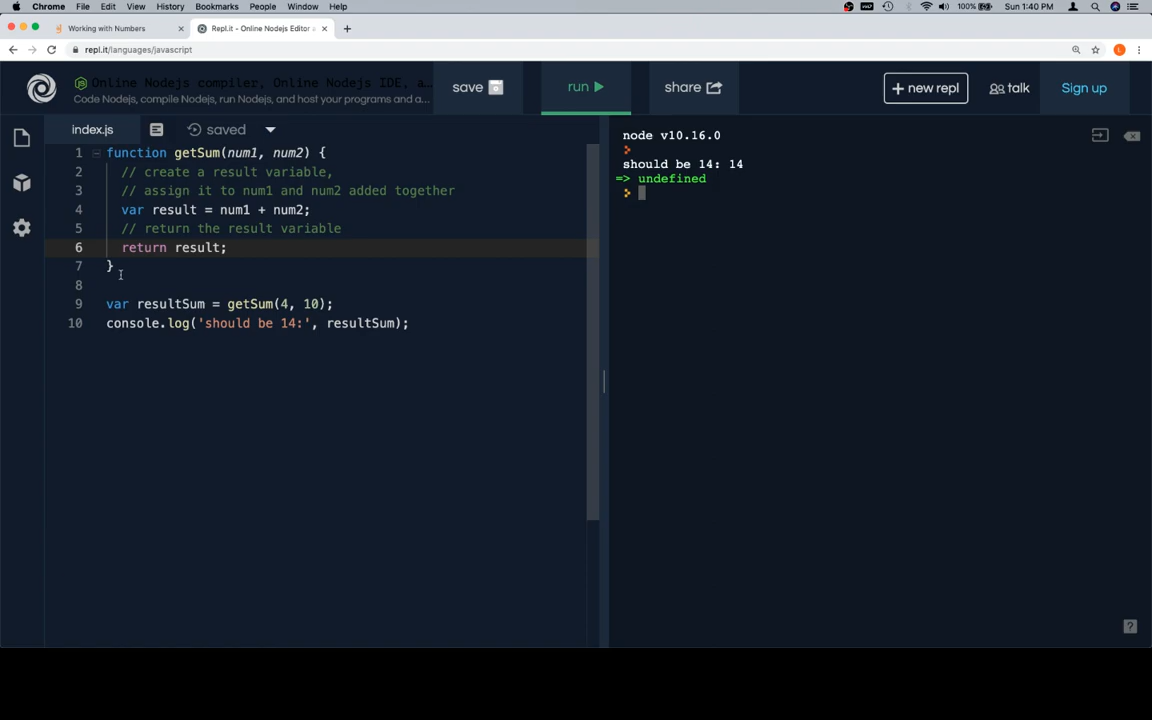 Chrome File Edit View History Bookmarks People Window Help 100% Sun 1:40 PM
Working with Numbers × Repl.it - Online Nodejs Editor × +
repl.it/languages/javascript
Online Nodejs compiler, Online Nodejs IDE, a…
Code Nodejs, compile Nodejs, run Nodejs, and host your programs and a…
save run share + new repl talk Sign up
index.js saved
1 function getSum(num1, num2) {
2 // create a result variable,
3 // assign it to num1 and num2 added together
4 var result = num1 + num2;
5 // return the result variable
6 return result;
7 }
8
9 var resultSum = getSum(4, 10);
10 console.log('should be 14:', resultSum);
node v10.16.0
>
should be 14: 14
=> undefined
>
?